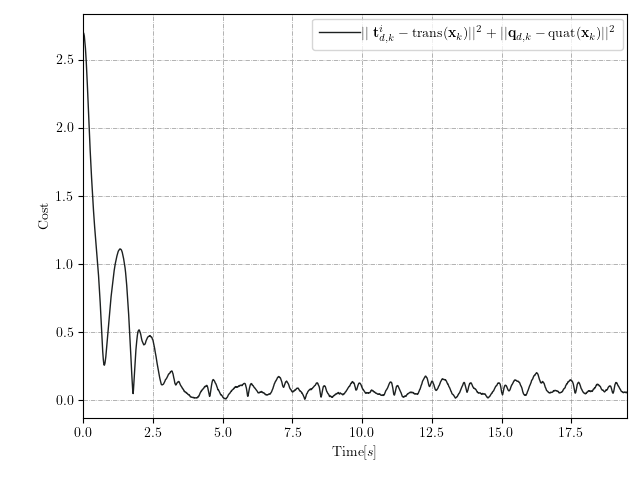 || t^i_{d,k} − trans(x_k)||^2 + ||q_{d,k} − quat(x_k)||^2
2.5
2.0
1.5
1.0
0.5
0.0
Cost
0.0 2.5 5.0 7.5 10.0 12.5 15.0 17.5
Time[s]